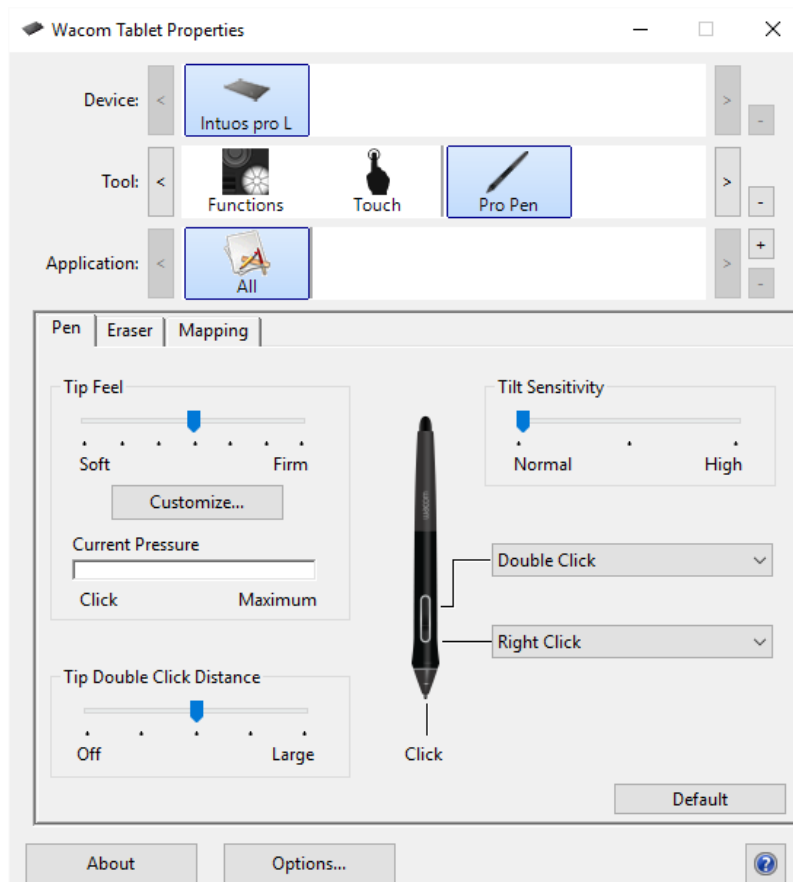 Wacom Tablet Properties
Device:
Intuos pro L
Tool:
Functions Touch Pro Pen
Application:
All
Pen Eraser Mapping
Tip Feel
Soft Firm
Customize...
Current Pressure
Click Maximum
Tip Double Click Distance
Off Large
wacom
Click
Tilt Sensitivity
Normal High
Double Click
Right Click
Default
About Options...